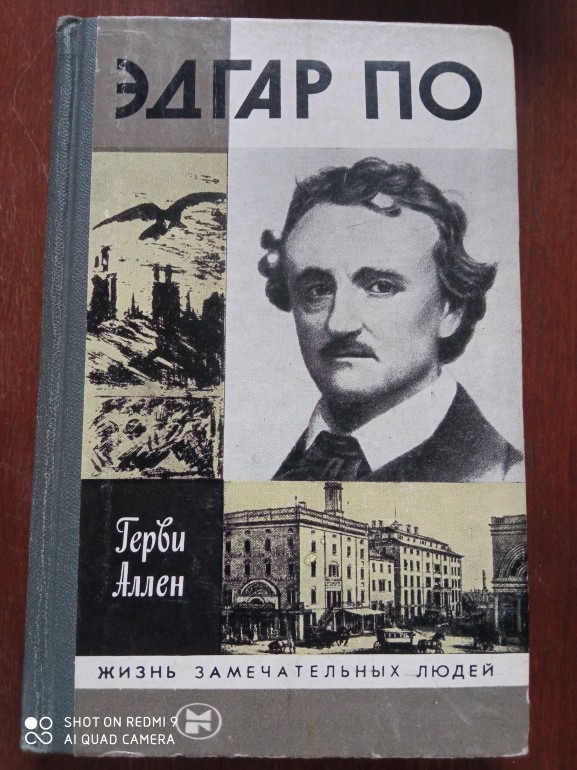 ЭДГАР ПО
Герви
Аллен
ЖИЗНЬ ЗАМЕЧАТЕЛЬНЫХ ЛЮДЕЙ
SHOT ON REDMI 9
AI QUAD CAMERA